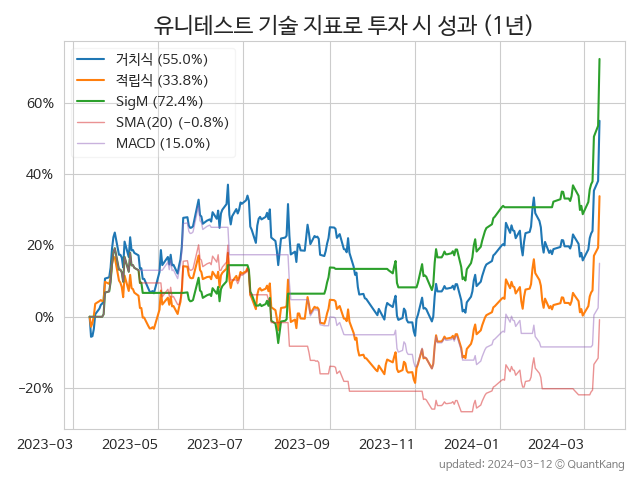 유니테스트 기술 지표로 투자 시 성과 (1년)
거치식 (55.0%)
적립식 (33.8%)
SigM (72.4%)
SMA(20) (−0.8%)
MACD (15.0%)
60%
40%
20%
0%
−20%
2023-03 2023-05 2023-07 2023-09 2023-11 2024-01 2024-03
updated: 2024-03-12 © QuantKang